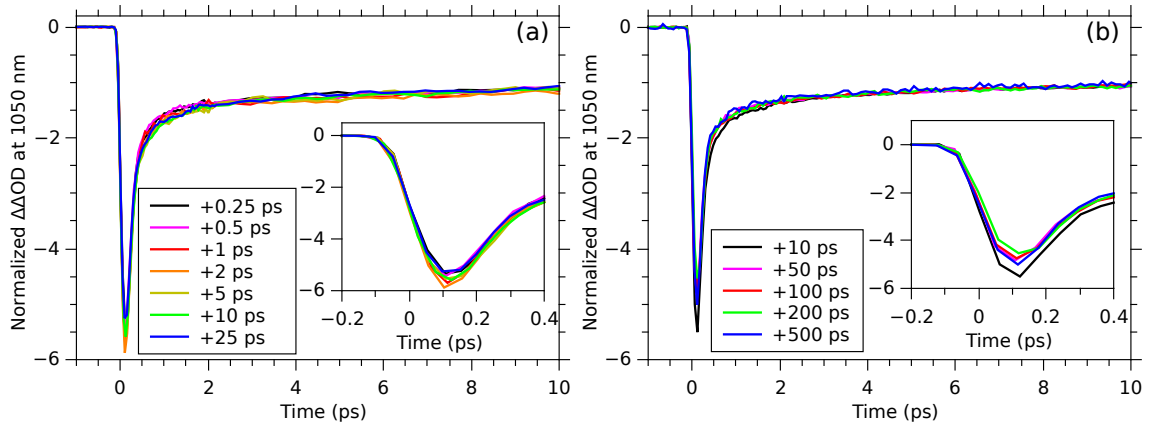 (a)
Normalized ΔΔOD at 1050 nm
0
−2
−4
−6
0 2 4 6 8 10
Time (ps)
+0.25 ps
+0.5 ps
+1 ps
+2 ps
+5 ps
+10 ps
+25 ps
0
−2
−4
−6
−0.2 0 0.2 0.4
Time (ps)
(b)
Normalized ΔΔOD at 1050 nm
0
−2
−4
−6
0 2 4 6 8 10
Time (ps)
+10 ps
+50 ps
+100 ps
+200 ps
+500 ps
0
−2
−4
−6
−0.2 0 0.2 0.4
Time (ps)